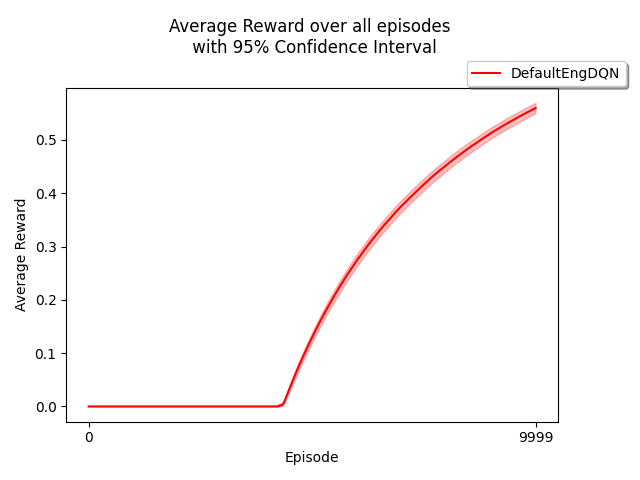 Average Reward over all episodes
with 95% Confidence Interval
DefaultEngDQN
0.5
0.4
0.3
0.2
0.1
0.0
Average Reward
0
9999
Episode